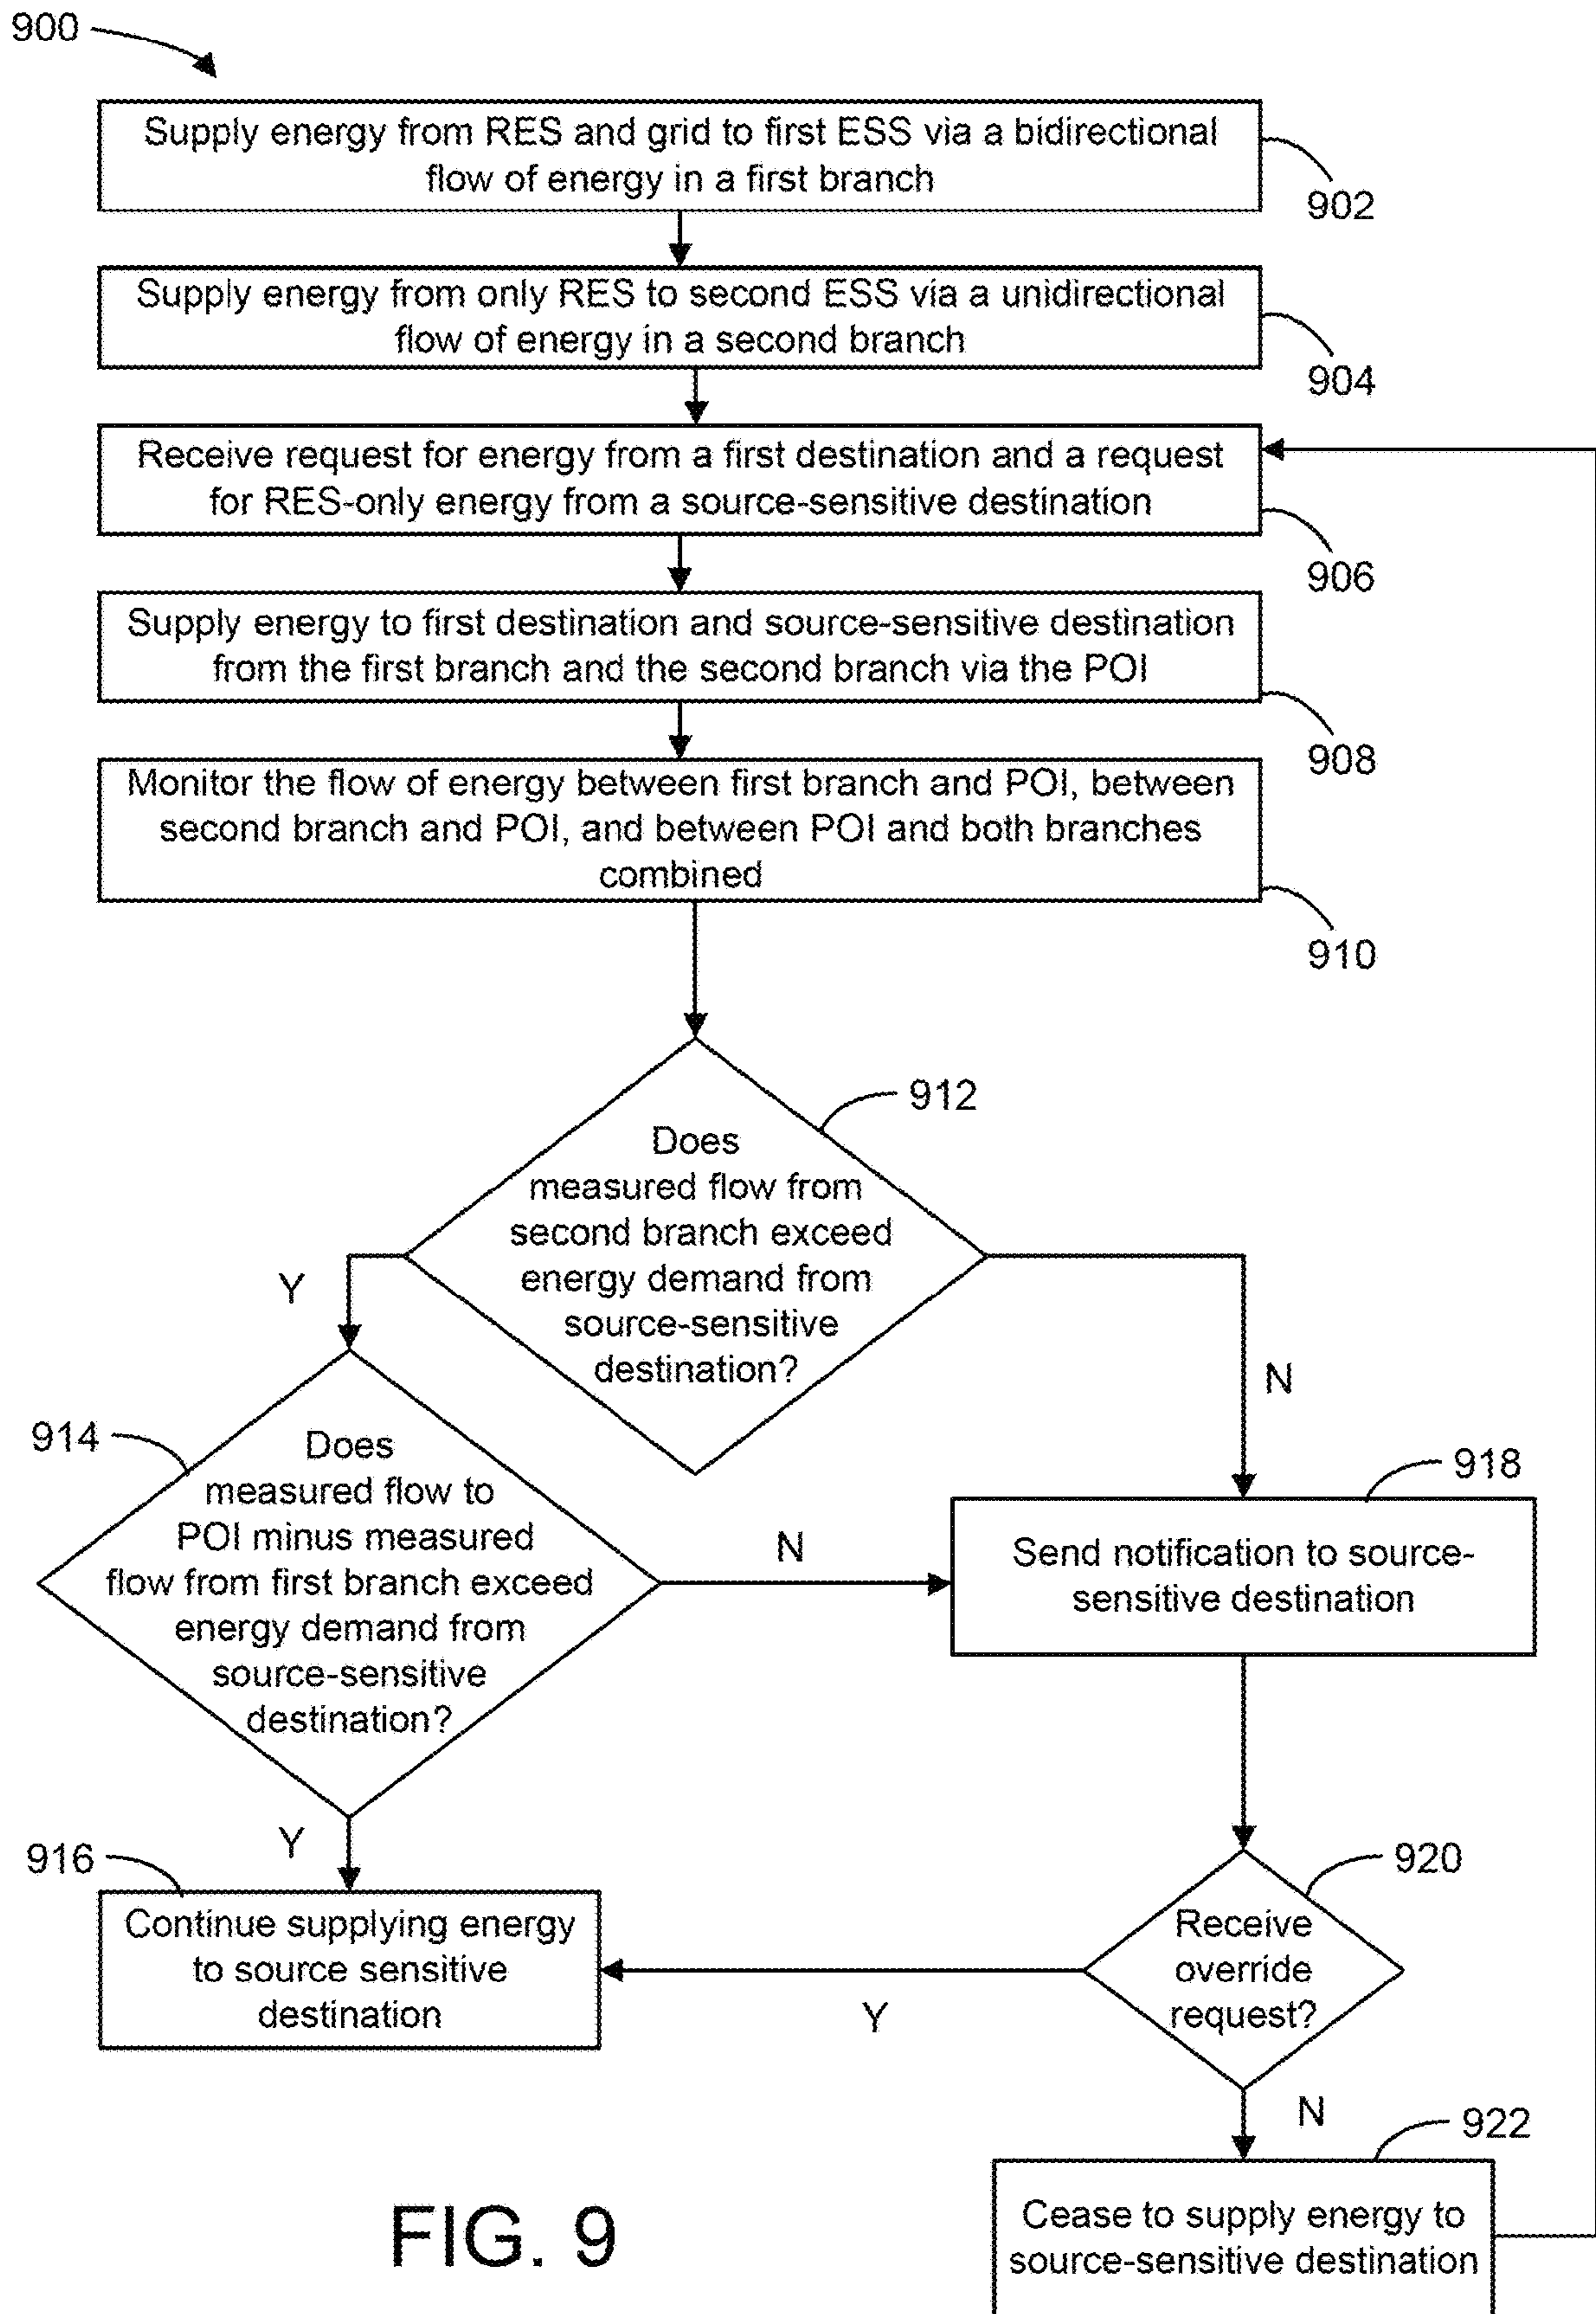 900
Supply energy from RES and grid to first ESS via a bidirectional
flow of energy in a first branch
902
Supply energy from only RES to second ESS via a unidirectional
flow of energy in a second branch
904
Receive request for energy from a first destination and a request
for RES-only energy from a source-sensitive destination
906
Supply energy to first destination and source-sensitive destination
from the first branch and the second branch via the POI
908
Monitor the flow of energy between first branch and POI, between
second branch and POI, and between POI and both branches
combined
910
912
Does
measured flow from
second branch exceed
energy demand from
source-sensitive
destination?
Y
N
914
Does
measured flow to
POI minus measured
flow from first branch exceed
energy demand from
source-sensitive
destination?
N
918
Send notification to source-
sensitive destination
Y
916
Continue supplying energy
to source sensitive
destination
920
Receive
override
request?
Y
N
922
Cease to supply energy to
source-sensitive destination
FIG. 9